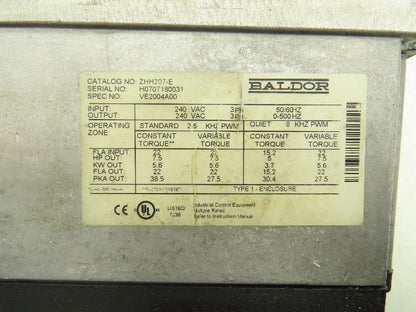 CATALOG NO: ZHH207-E
SERIAL NO: H0707180031
SPEC NO: VE2004A00
BALDOR
INPUT: 240 VAC 3PH 50/60HZ
OUTPUT: 240 VAC 3PH 0-500HZ
OPERATING ZONE: STANDARD 2.5 KHZ PWM QUIET 8 KHZ PWM
CONSTANT TORQUE** VARIABLE TORQUE CONSTANT TORQUE VARIABLE TORQUE
FLA INPUT: 22 22 15.2 22
HP OUT: 7.5 7.5 5 7.5
KW OUT: 5.6 5.6 3.7 5.6
FLA OUT: 22 22 15.2 22
PKA OUT: 38.5 27.5 30.4 27.5
TYPE 1 - ENCLOSURE
CE UL LISTED
Industrial Control Equipment
Multiple Rated
Refer to Instruction Manual